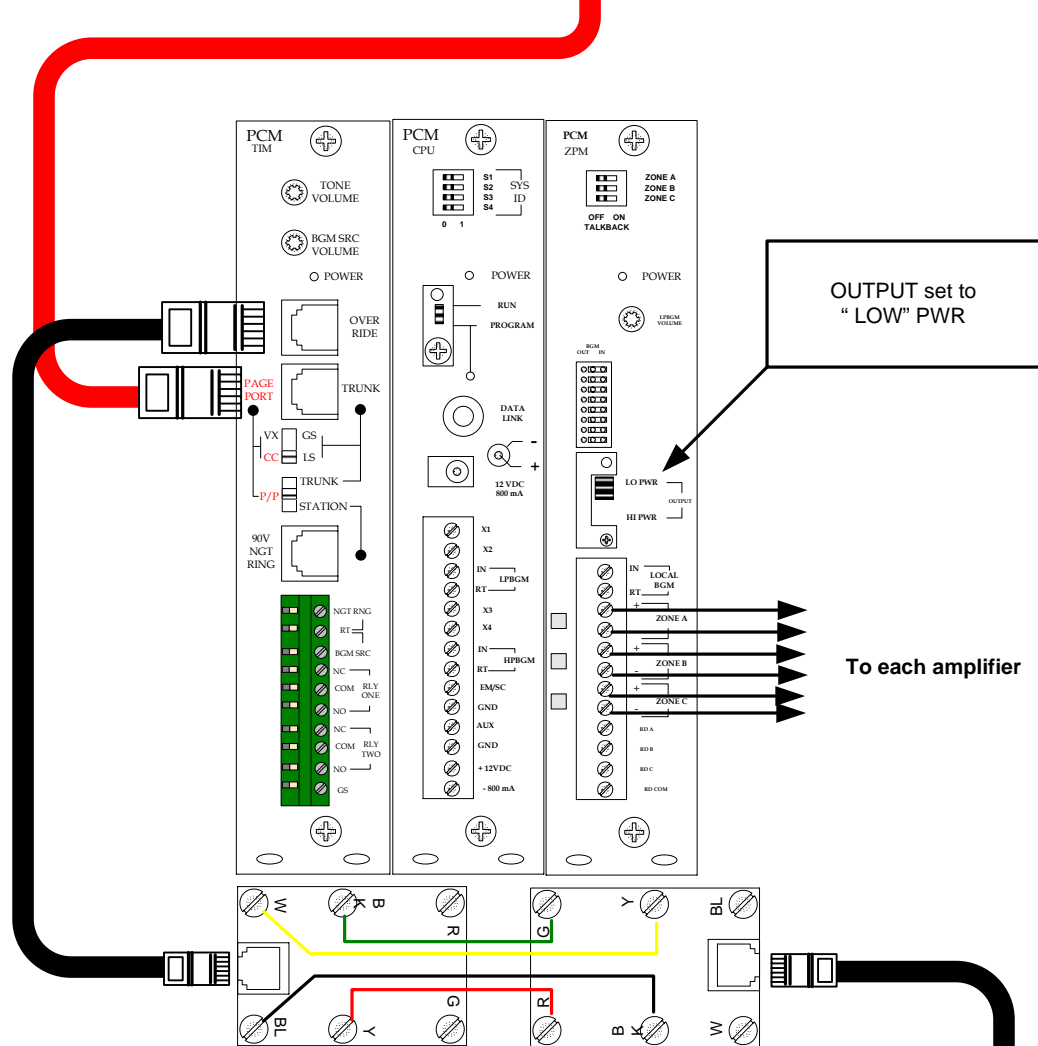 PCM
TIM
TONE
VOLUME
BGM SRC
VOLUME
POWER
OVER
RIDE
PAGE
PORT
TRUNK
VX
GS
CC
LS
TRUNK
P/P
STATION
90V
NGT
RING
NGT RNG
RT
BGM SRC
NC
COM
RLY
ONE
NO
NC
COM
RLY
TWO
NO
GS
PCM
CPU
S1
S2
S3
S4
SYS
ID
0 1
POWER
RUN
PROGRAM
DATA
LINK
-
+
12 VDC
800 mA
X1
X2
IN
LPBGM
RT
X3
X4
IN
HPBGM
RT
EM/SC
GND
AUX
GND
+ 12VDC
- 800 mA
PCM
ZPM
ZONE A
ZONE B
ZONE C
OFF ON
TALKBACK
POWER
LPBGM
VOLUME
BGM
OUT IN
LO PWR
OUTPUT
HI PWR
IN
LOCAL
BGM
RT
+
ZONE A
+
ZONE B
-
+
ZONE C
-
RD A
RD B
RD C
RD COM
OUTPUT set to
“ LOW” PWR
To each amplifier
W
B
K
R
BL
Y
G
G
Y
BL
R
B
K
W